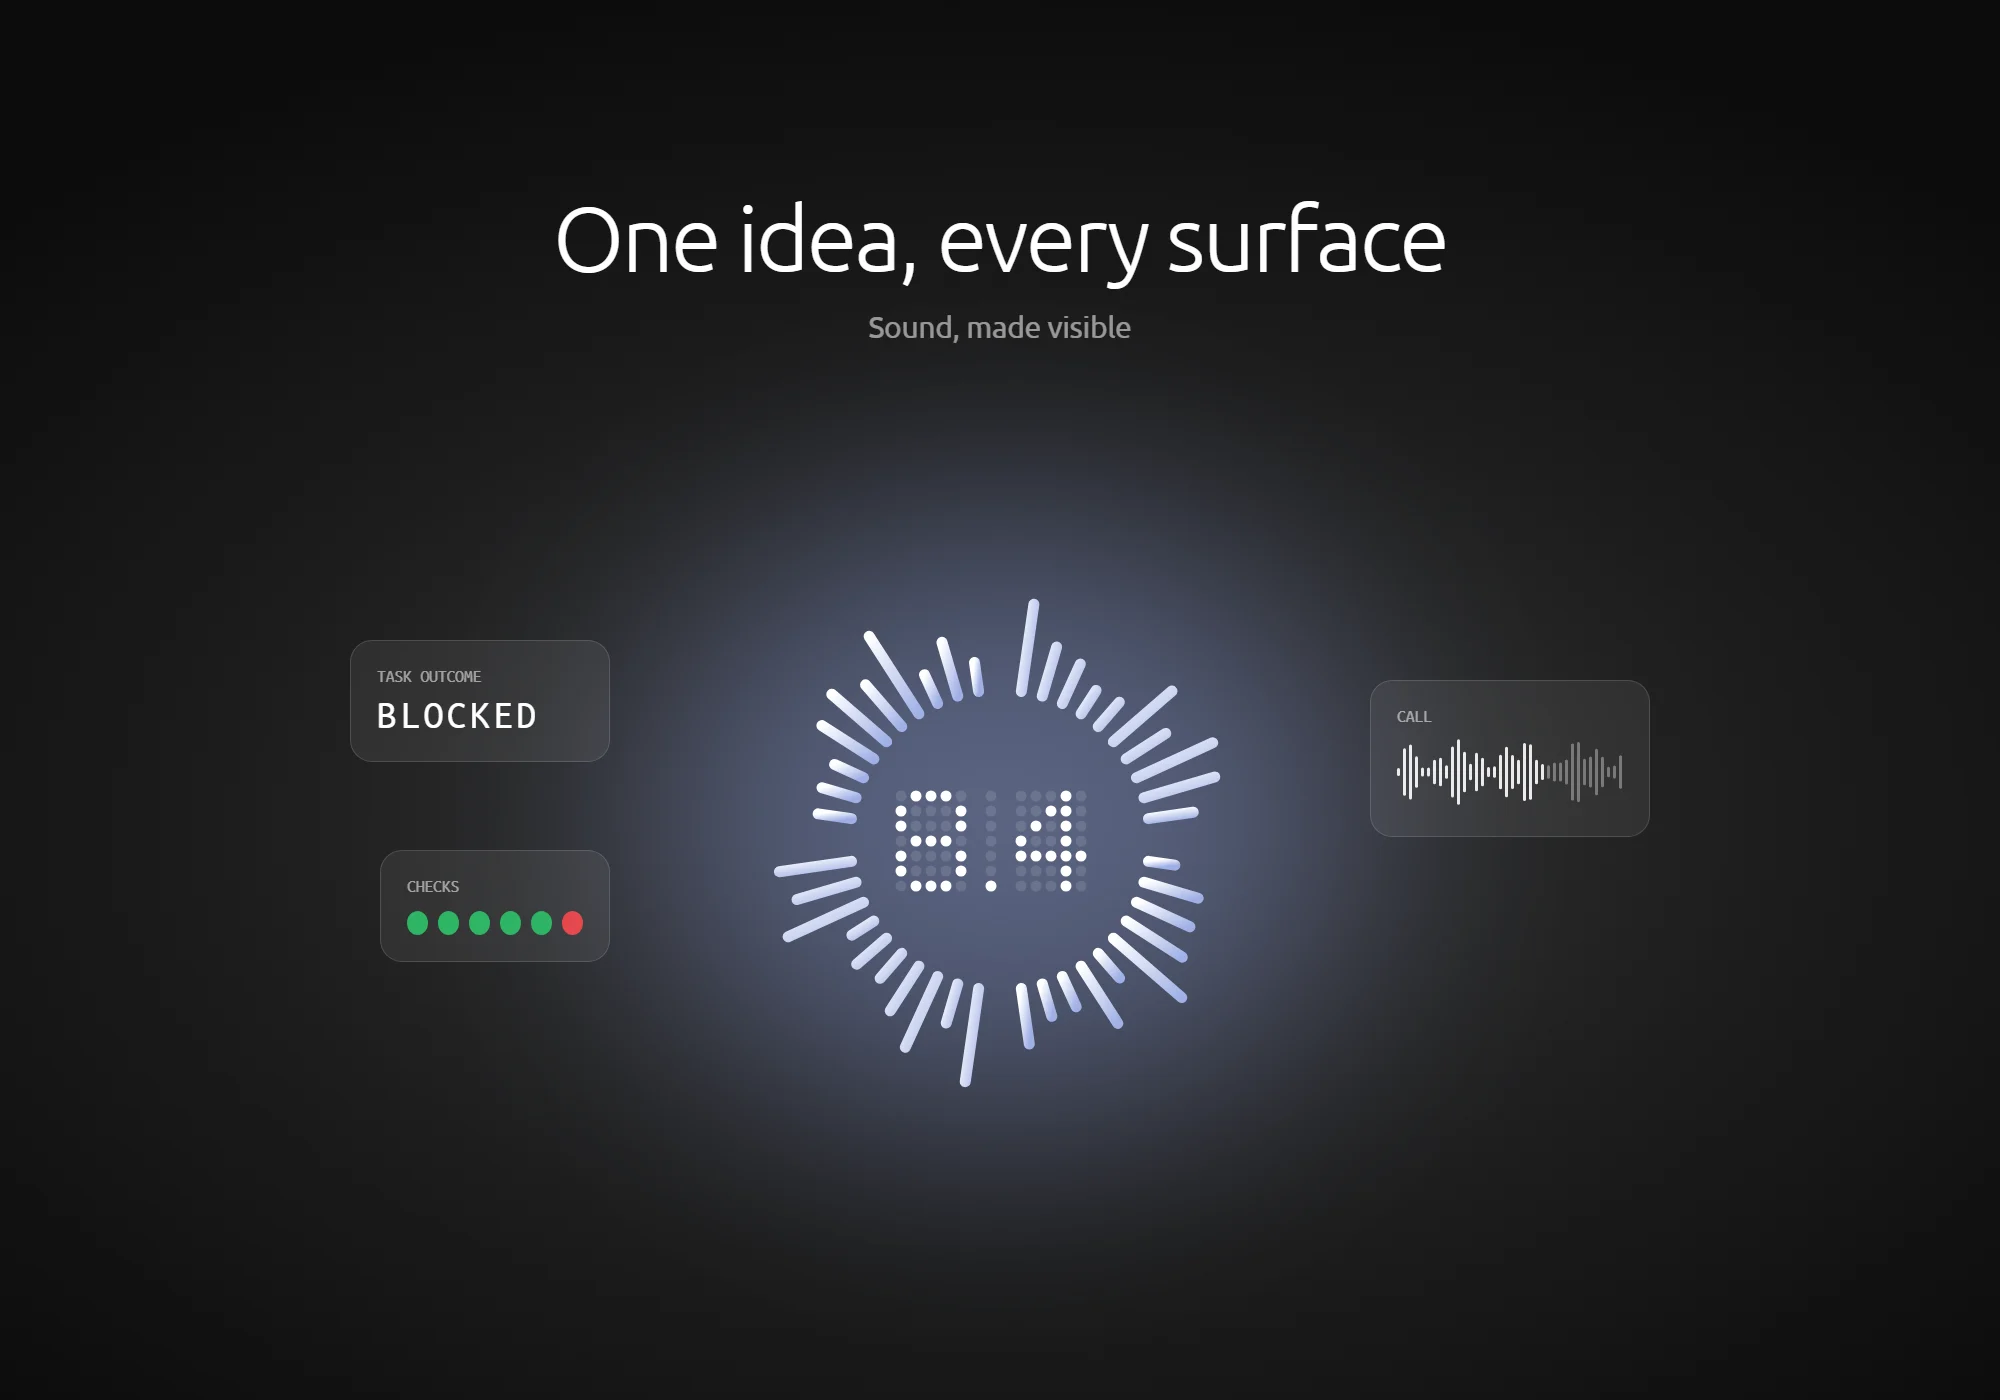 One idea, every surface
Sound, made visible
TASK OUTCOME
BLOCKED
CALL
8.4
CHECKS